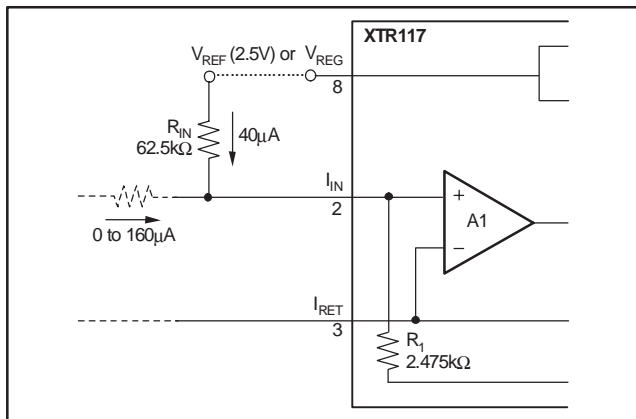 XTR117
V_REF (2.5V) or V_REG
8
R_IN
62.5kΩ
40μA
I_IN
2
+
A1
−
0 to 160μA
I_RET
3
R_1
2.475kΩ